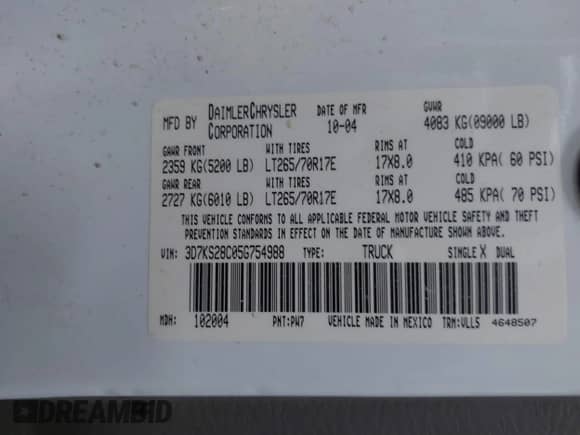 MFD BY DAIMLERCHRYSLER CORPORATION DATE OF MFR 10-04 GVWR 4083 KG(09000 LB)
GAWR FRONT WITH TIRES RIMS AT COLD
2359 KG(5200 LB) LT265/70R17E 17X8.0 410 KPA( 60 PSI)
GAWR REAR WITH TIRES RIMS AT COLD
2727 KG(6010 LB) LT265/70R17E 17X8.0 485 KPA( 70 PSI)
THIS VEHICLE CONFORMS TO ALL APPLICABLE FEDERAL MOTOR VEHICLE SAFETY AND THEFT
PREVENTION STANDARDS IN EFFECT ON THE DATE OF MANUFACTURE SHOWN ABOVE.
VIN: 3D7KS28C05G754988 TYPE: TRUCK SINGLE X DUAL
MDH: 102004 PNT:PW7 VEHICLE MADE IN MEXICO TRM:VLL5 4648507
DREAMBID